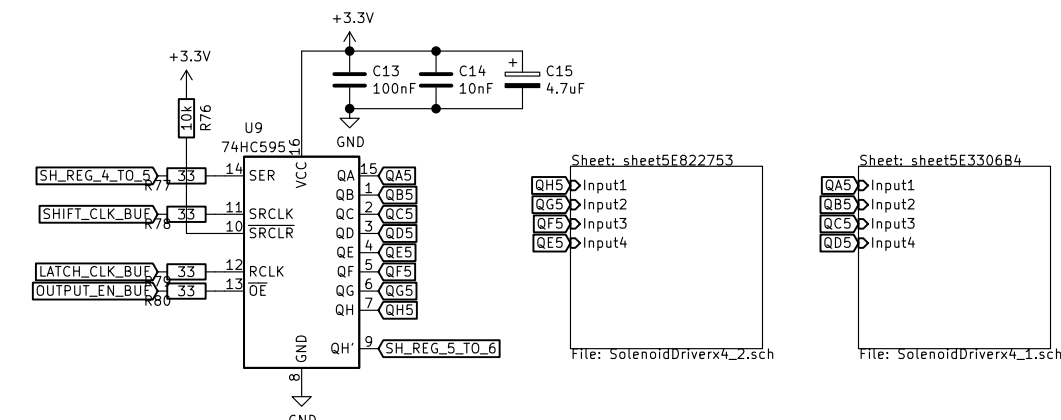 +3.3V
+3.3V
C13
100nF
C14
10nF
+
C15
4.7uF
GND
10k
R76
U9
74HC595
16
VCC
SH_REG_4_TO_5
33
R77
14
SER
SHIFT_CLK_BUF
33
R78
11
SRCLK
10
SRCLR
LATCH_CLK_BUF
33
R79
12
RCLK
OUTPUT_EN_BUF
33
R80
13
OE
QA
15
QA5
QB
1
QB5
QC
2
QC5
QD
3
QD5
QE
4
QE5
QF
5
QF5
QG
6
QG5
QH
7
QH5
QH'
9
SH_REG_5_TO_6
GND
8
GND
Sheet: sheet5E822753
QH5
Input1
QG5
Input2
QF5
Input3
QE5
Input4
File: SolenoidDriverx4_2.sch
Sheet: sheet5E3306B4
QA5
Input1
QB5
Input2
QC5
Input3
QD5
Input4
File: SolenoidDriverx4_1.sch